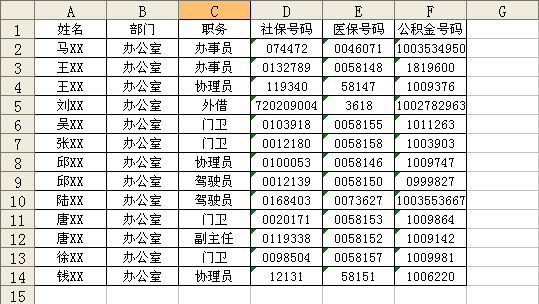 A B C D E F G
1 姓名 部门 职务 社保号码 医保号码 公积金号码
2 马XX 办公室 办事员 074472 0046071 1003534950
3 王XX 办公室 办事员 0132789 0058148 1819600
4 王XX 办公室 协理员 119340 58147 1009376
5 刘XX 办公室 外借 720209004 3618 1002782963
6 吴XX 办公室 门卫 0103918 0058155 1011263
7 张XX 办公室 门卫 0012180 0058158 1003903
8 邱XX 办公室 协理员 0100053 0058146 1009747
9 邱XX 办公室 驾驶员 0012139 0058150 0999827
10 陆XX 办公室 驾驶员 0168403 0073627 1003553667
11 唐XX 办公室 门卫 0020171 0058153 1009864
12 唐XX 办公室 副主任 0119338 0058152 1009142
13 徐XX 办公室 门卫 0098504 0058157 1009981
14 钱XX 办公室 协理员 12131 58151 1006220
15